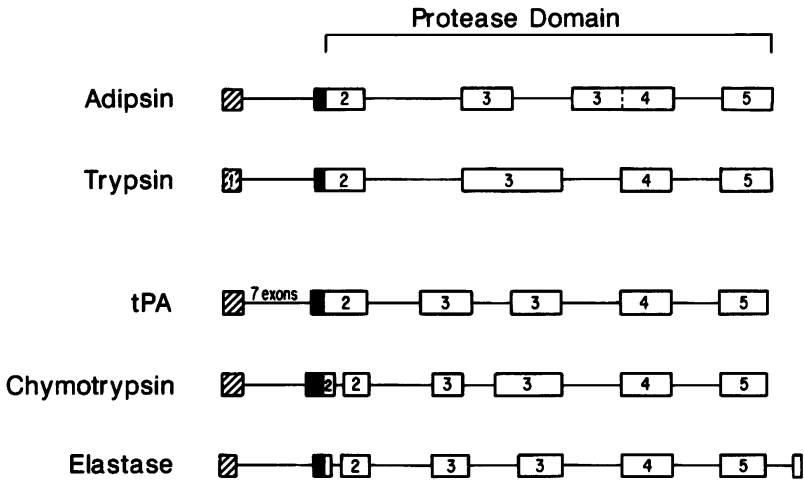 Protease Domain
Adipsin 2 3 3 4 5
Trypsin 1 2 3 4 5
7 exons
tPA 2 3 3 4 5
Chymotrypsin 2 2 3 3 4 5
Elastase 2 3 3 4 5